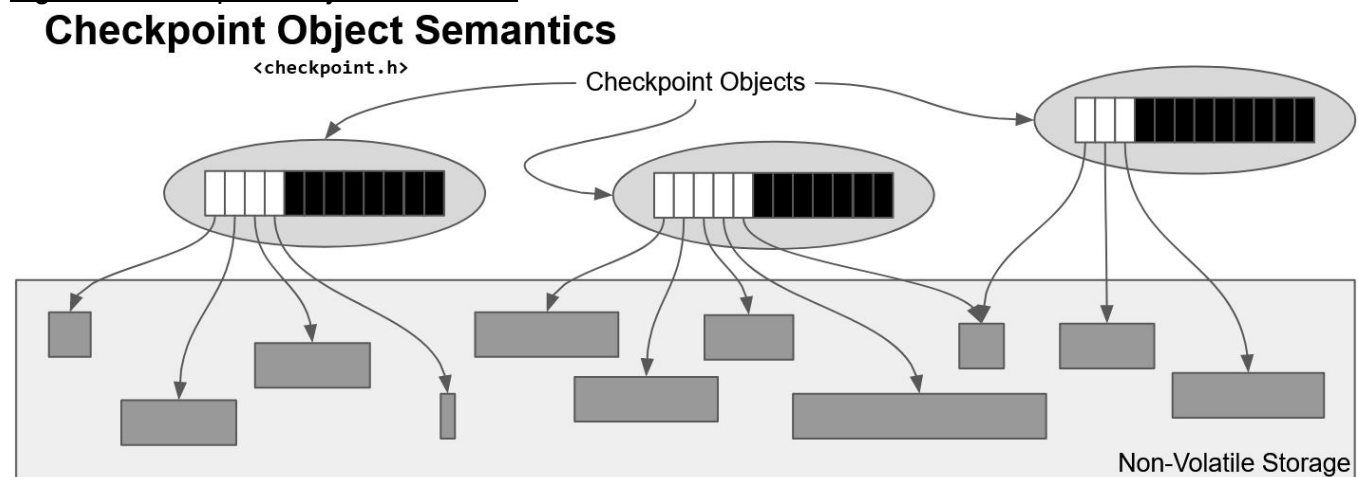 Checkpoint Object Semantics
<checkpoint.h>
Checkpoint Objects
Non-Volatile Storage